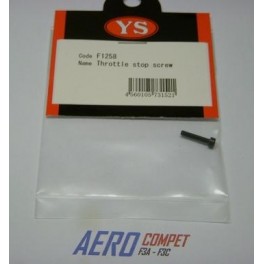 YS
Code F1258
Name Throttle stop screw
AERO COMPET
F3A - F3C